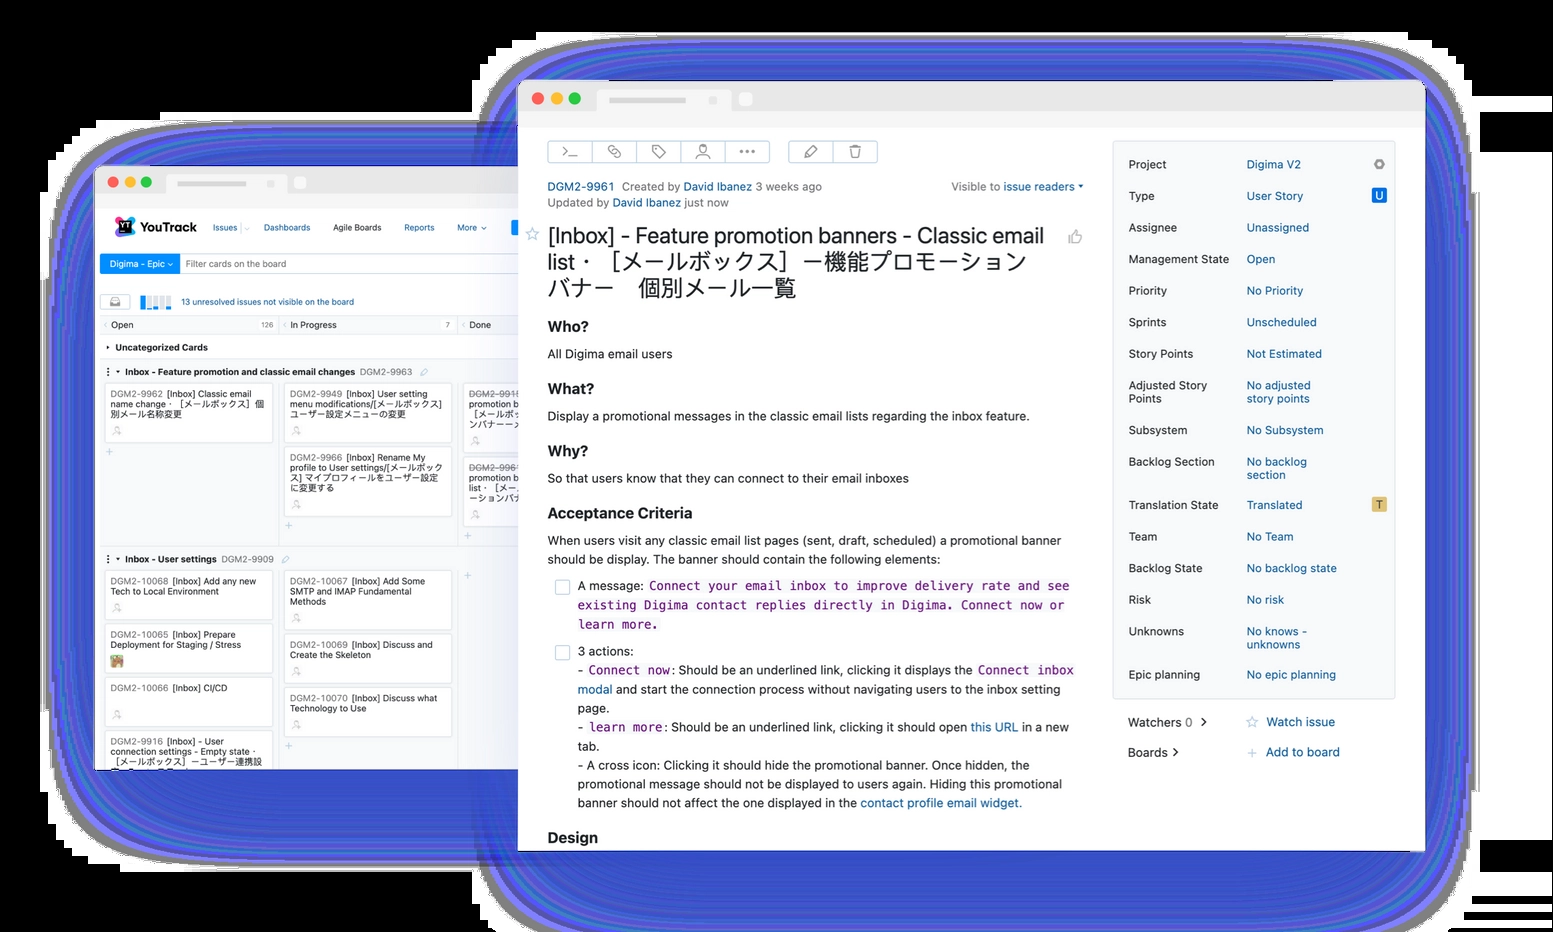 YouTrack
Issues
Dashboards
Agile Boards
Reports
More
Digima - Epic
Filter cards on the board
13 unresolved issues not visible on the board
Open
126
In Progress
7
Done
Uncategorized Cards
Inbox - Feature promotion and classic email changes DGM2-9963
DGM2-9962 [Inbox] Classic email
name change・［メールボックス］個
別メール名称変更
DGM2-9949 [Inbox] User setting
menu modifications/[メールボックス]
ユーザー設定メニューの変更
DGM2-9966 [Inbox] Rename My
profile to User settings/[メールボック
ス] マイプロフィールをユーザー設定
に変更する
promotion b
［メールボッ
ンバナーーメ
promotion b
list・［メー
ーションバナ
Inbox - User settings DGM2-9909
DGM2-10068 [Inbox] Add any new
Tech to Local Environment
DGM2-10065 [Inbox] Prepare
Deployment for Staging / Stress
DGM2-10066 [Inbox] CI/CD
DGM2-9916 [Inbox] - User
connection settings - Empty state・
［メールボックス］ーユーザー連携設
DGM2-10067 [Inbox] Add Some
SMTP and IMAP Fundamental
Methods
DGM2-10069 [Inbox] Discuss and
Create the Skeleton
DGM2-10070 [Inbox] Discuss what
Technology to Use
DGM2-9961 Created by David Ibanez 3 weeks ago
Visible to issue readers
Updated by David Ibanez just now
[Inbox] - Feature promotion banners - Classic email
list・［メールボックス］ー機能プロモーション
バナー　個別メール一覧
Who?
All Digima email users
What?
Display a promotional messages in the classic email lists regarding the inbox feature.
Why?
So that users know that they can connect to their email inboxes
Acceptance Criteria
When users visit any classic email list pages (sent, draft, scheduled) a promotional banner
should be display. The banner should contain the following elements:
A message: Connect your email inbox to improve delivery rate and see
existing Digima contact replies directly in Digima. Connect now or
learn more.
3 actions:
- Connect now: Should be an underlined link, clicking it displays the Connect inbox
modal and start the connection process without navigating users to the inbox setting
page.
- learn more: Should be an underlined link, clicking it should open this URL in a new
tab.
- A cross icon: Clicking it should hide the promotional banner. Once hidden, the
promotional message should not be displayed to users again. Hiding this promotional
banner should not affect the one displayed in the contact profile email widget.
Design
Project Digima V2
Type User Story U
Assignee Unassigned
Management State Open
Priority No Priority
Sprints Unscheduled
Story Points Not Estimated
Adjusted Story
Points
No adjusted
story points
Subsystem No Subsystem
Backlog Section
No backlog
section
Translation State Translated T
Team No Team
Backlog State No backlog state
Risk No risk
Unknowns
No knows -
unknowns
Epic planning No epic planning
Watchers 0
Watch issue
Boards
Add to board